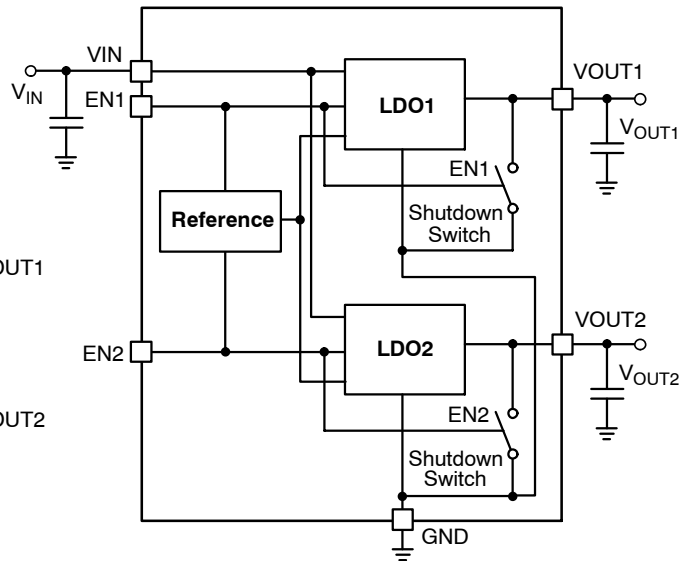 VIN
VIN
EN1
LDO1
VOUT1
VOUT1
EN1
Shutdown
Switch
Reference
OUT1
EN2
LDO2
VOUT2
VOUT2
EN2
Shutdown
Switch
OUT2
GND